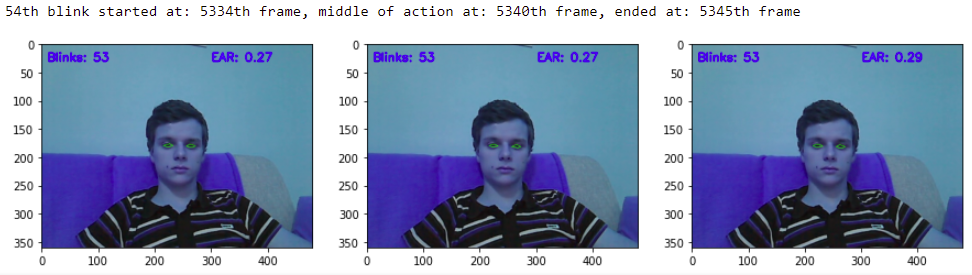 54th blink started at: 5334th frame, middle of action at: 5340th frame, ended at: 5345th frame
0 Blinks: 53 EAR: 0.27 0 Blinks: 53 EAR: 0.27 0 Blinks: 53 EAR: 0.29
50 50 50
100 100 100
150 150 150
200 200 200
250 250 250
300 300 300
350 350 350
0 100 200 300 400 0 100 200 300 400 0 100 200 300 400